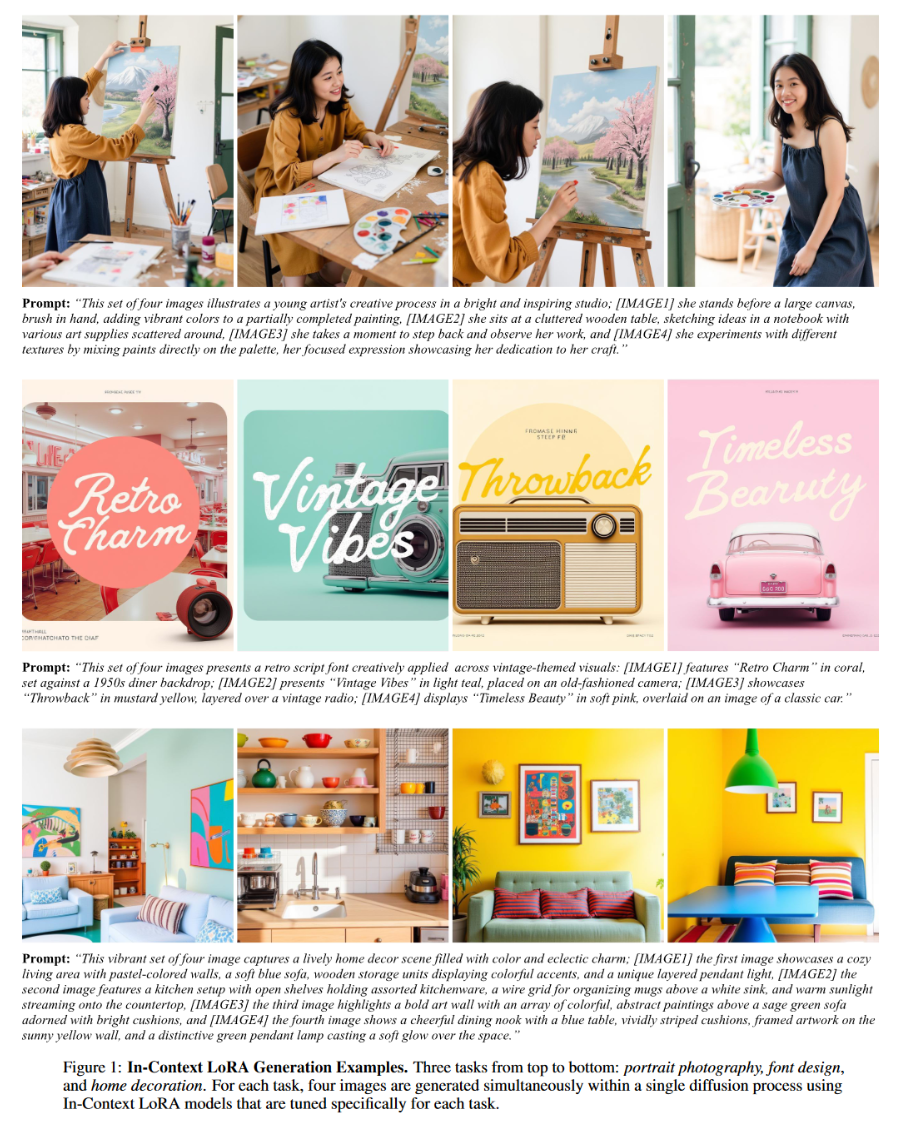 Prompt: “This set of four images illustrates a young artist's creative process in a bright and inspiring studio; [IMAGE1] she stands before a large canvas,
brush in hand, adding vibrant colors to a partially completed painting, [IMAGE2] she sits at a cluttered wooden table, sketching ideas in a notebook with
various art supplies scattered around, [IMAGE3] she takes a moment to step back and observe her work, and [IMAGE4] she experiments with different
textures by mixing paints directly on the palette, her focused expression showcasing her dedication to her craft.”
Retro
Charm
Vintage
Vibes
FROMASE HINNR
STEEP FƎ
Throwback
Timeless
Bearuty
Prompt: “This set of four images presents a retro script font creatively applied across vintage-themed visuals: [IMAGE1] features “Retro Charm” in coral,
set against a 1950s diner backdrop; [IMAGE2] presents “Vintage Vibes” in light teal, placed on an old-fashioned camera; [IMAGE3] showcases
“Throwback” in mustard yellow, layered over a vintage radio; [IMAGE4] displays “Timeless Beauty” in soft pink, overlaid on an image of a classic car.”
Prompt: “This vibrant set of four image captures a lively home decor scene filled with color and eclectic charm; [IMAGE1] the first image showcases a cozy
living area with pastel-colored walls, a soft blue sofa, wooden storage units displaying colorful accents, and a unique layered pendant light, [IMAGE2] the
second image features a kitchen setup with open shelves holding assorted kitchenware, a wire grid for organizing mugs above a white sink, and warm sunlight
streaming onto the countertop, [IMAGE3] the third image highlights a bold art wall with an array of colorful, abstract paintings above a sage green sofa
adorned with bright cushions, and [IMAGE4] the fourth image shows a cheerful dining nook with a blue table, vividly striped cushions, framed artwork on the
sunny yellow wall, and a distinctive green pendant lamp casting a soft glow over the space.”
Figure 1: In-Context LoRA Generation Examples. Three tasks from top to bottom: portrait photography, font design,
and home decoration. For each task, four images are generated simultaneously within a single diffusion process using
In-Context LoRA models that are tuned specifically for each task.